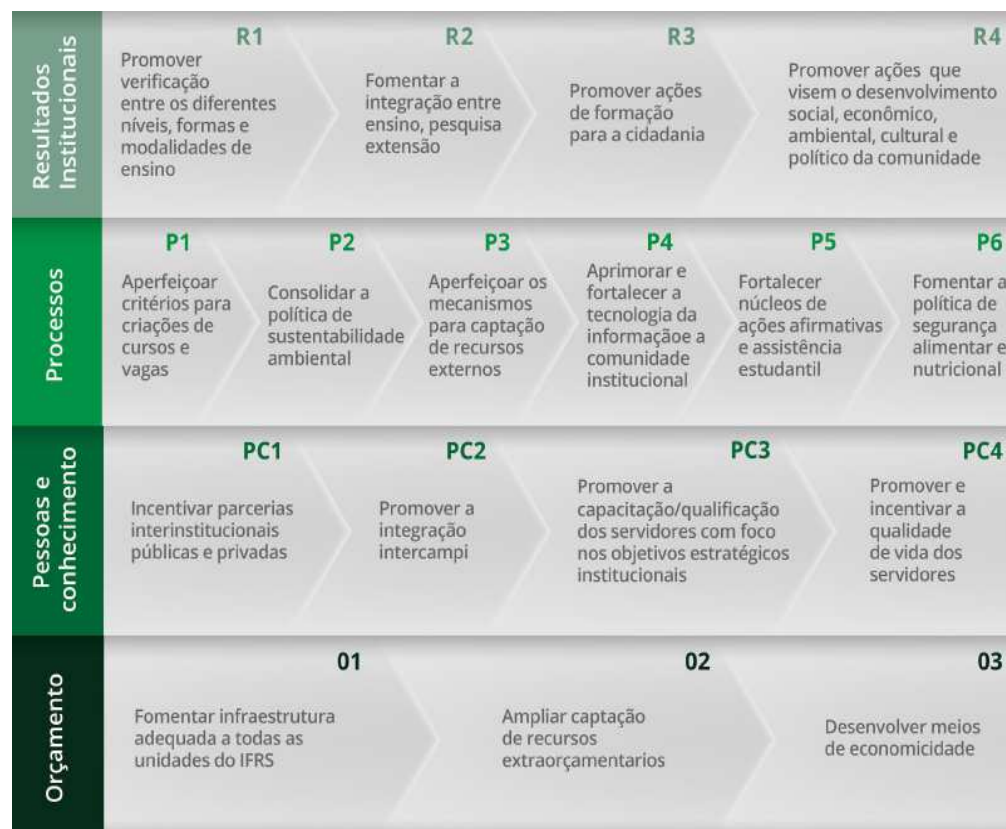 Resultados
Institucionais
R1
Promover
verificação
entre os diferentes
níveis, formas e
modalidades de
ensino
R2
Fomentar a
integração entre
ensino, pesquisa
extensão
R3
Promover ações
de formação
para a cidadania
R4
Promover ações que
visem o desenvolvimento
social, econômico,
ambiental, cultural e
político da comunidade
Processos
P1
Aperfeiçoar
critérios para
criações de
cursos e
vagas
P2
Consolidar a
política de
sustentabilidade
ambiental
P3
Aperfeiçoar os
mecanismos
para captação
de recursos
externos
P4
Aprimorar e
fortalecer a
tecnologia da
informaçãoe a
comunidade
institucional
P5
Fortalecer
núcleos de
ações afirmativas
e assistência
estudantil
P6
Fomentar a
política de
segurança
alimentar e
nutricional
Pessoas e
conhecimento
PC1
Incentivar parcerias
interinstitucionais
públicas e privadas
PC2
Promover a
integração
intercampi
PC3
Promover a
capacitação/qualificação
dos servidores com foco
nos objetivos estratégicos
institucionais
PC4
Promover e
incentivar a
qualidade
de vida dos
servidores
Orçamento
01
Fomentar infraestrutura
adequada a todas as
unidades do IFRS
02
Ampliar captação
de recursos
extraorçamentarios
03
Desenvolver meios
de economicidade